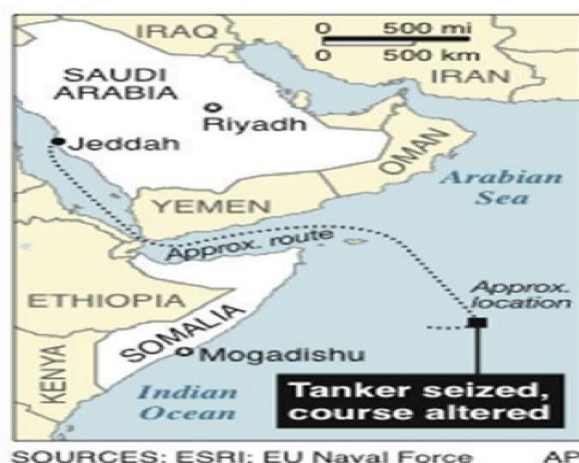 IRAQ
0 500 mi
0 500 km
IRAN
SAUDI
ARABIA
Riyadh
Jeddah
OMAN
Arabian
Sea
YEMEN
Approx. route
Approx.
location
ETHIOPIA
SOMALIA
KENYA
Mogadishu
Indian
Ocean
Tanker seized,
course altered
SOURCES: ESRI; EU Naval Force AP